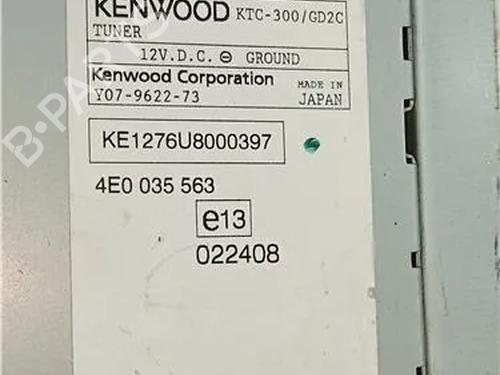 KENWOOD KTC-300/GD2C
TUNER
12V.D.C. ⊖ GROUND
Kenwood Corporation
Y07-9622-73
MADE IN
JAPAN
KE1276U8000397
4E0 035 563
e13
022408
B-PARTS